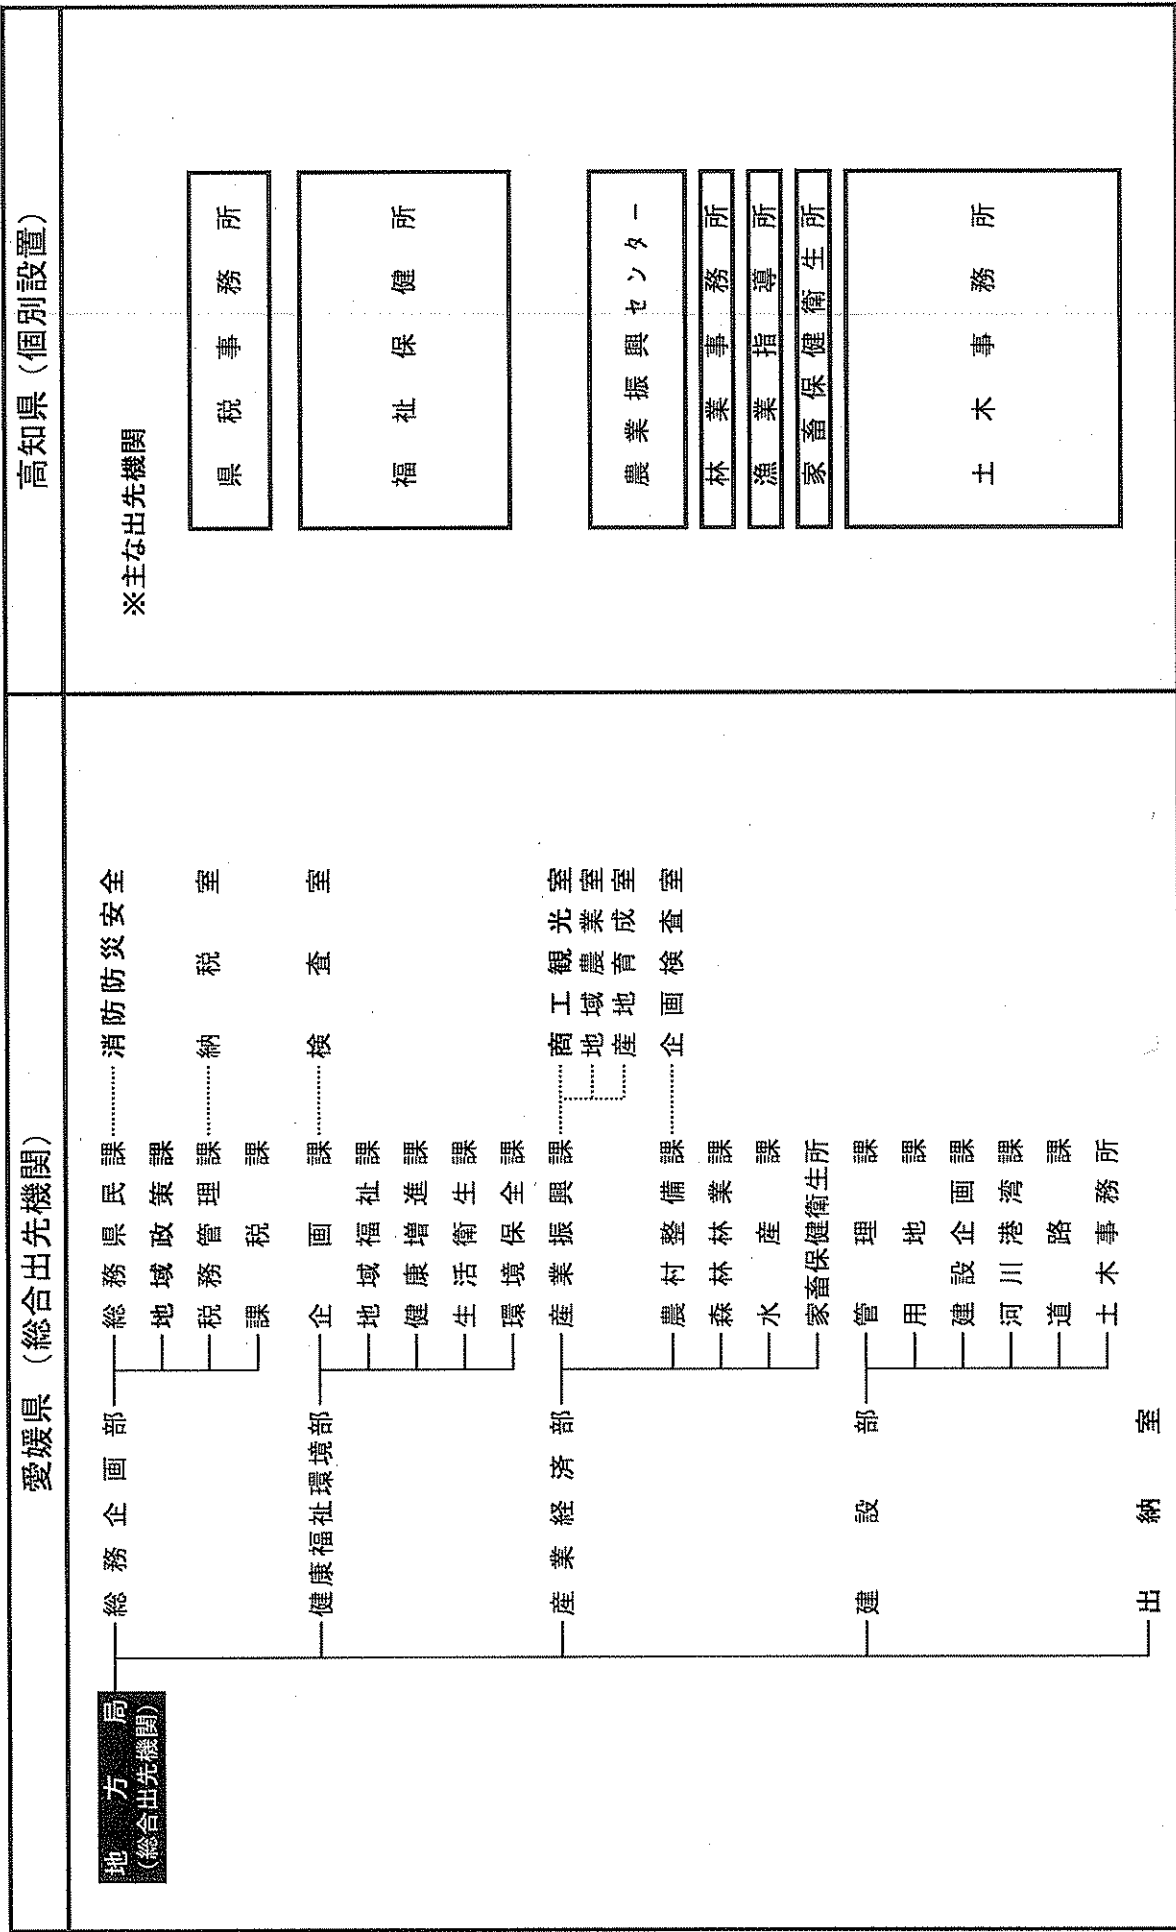 愛媛県（総合出先機関）
地方局
（総合出先機関）
総務企画部
総務県民課
消防防災安全
地域政策課
税務管理課
納税室
課税課
健康福祉環境部
企画課
検査室
地域福祉課
健康増進課
生活衛生課
環境保全課
産業経済部
産業振興課
商工観光室
地域農業室
産地育成室
農村整備課
企画検査室
森林林業課
水産課
家畜保健衛生所
建設部
管理課
用地課
建設企画課
河川港湾課
道路課
土木事務所
出納室
高知県（個別設置）
※主な出先機関
県税事務所
福祉保健所
農業振興センター
林業事務所
漁業指導所
家畜保健衛生所
土木事務所